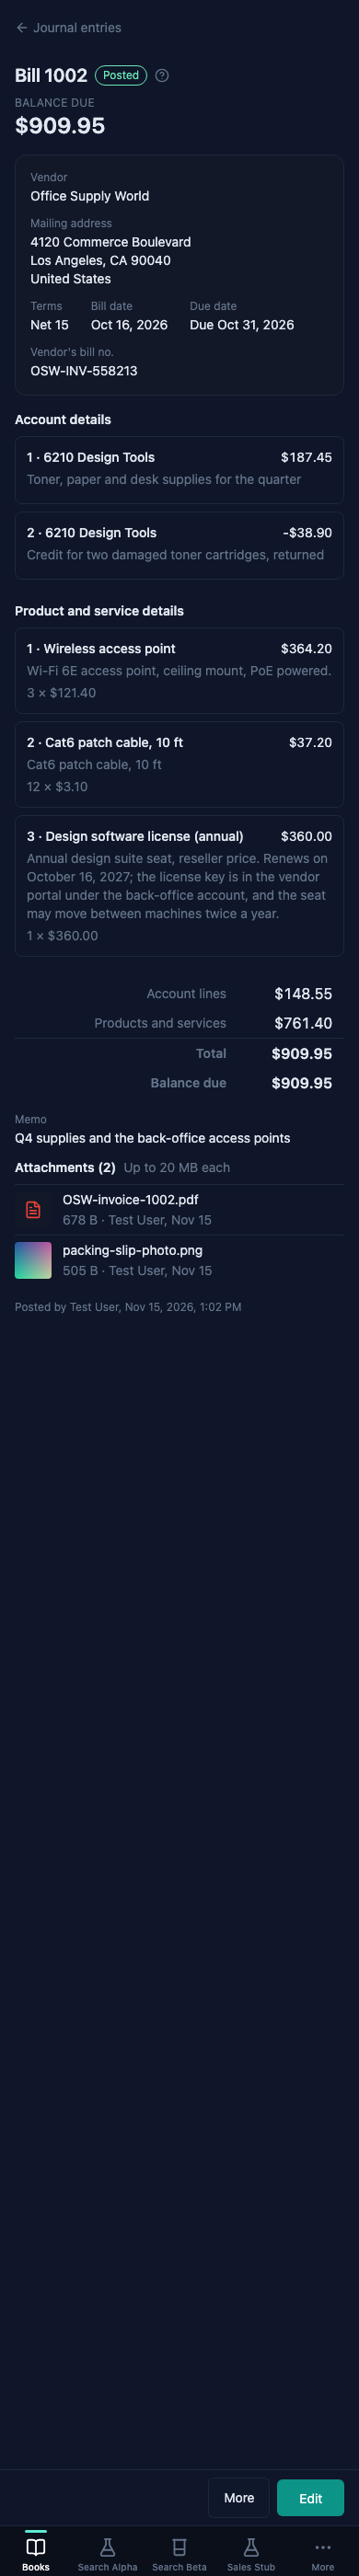 Journal entries
Bill 1002 Posted
BALANCE DUE
$909.95
Vendor
Office Supply World
Mailing address
4120 Commerce Boulevard
Los Angeles, CA 90040
United States
Terms Bill date Due date
Net 15 Oct 16, 2026 Due Oct 31, 2026
Vendor's bill no.
OSW-INV-558213
Account details
1 · 6210 Design Tools $187.45
Toner, paper and desk supplies for the quarter
2 · 6210 Design Tools -$38.90
Credit for two damaged toner cartridges, returned
Product and service details
1 · Wireless access point $364.20
Wi-Fi 6E access point, ceiling mount, PoE powered.
3 × $121.40
2 · Cat6 patch cable, 10 ft $37.20
Cat6 patch cable, 10 ft
12 × $3.10
3 · Design software license (annual) $360.00
Annual design suite seat, reseller price. Renews on
October 16, 2027; the license key is in the vendor
portal under the back-office account, and the seat
may move between machines twice a year.
1 × $360.00
Account lines $148.55
Products and services $761.40
Total $909.95
Balance due $909.95
Memo
Q4 supplies and the back-office access points
Attachments (2) Up to 20 MB each
OSW-invoice-1002.pdf
678 B · Test User, Nov 15
packing-slip-photo.png
505 B · Test User, Nov 15
Posted by Test User, Nov 15, 2026, 1:02 PM
More Edit
Books Search Alpha Search Beta Sales Stub More